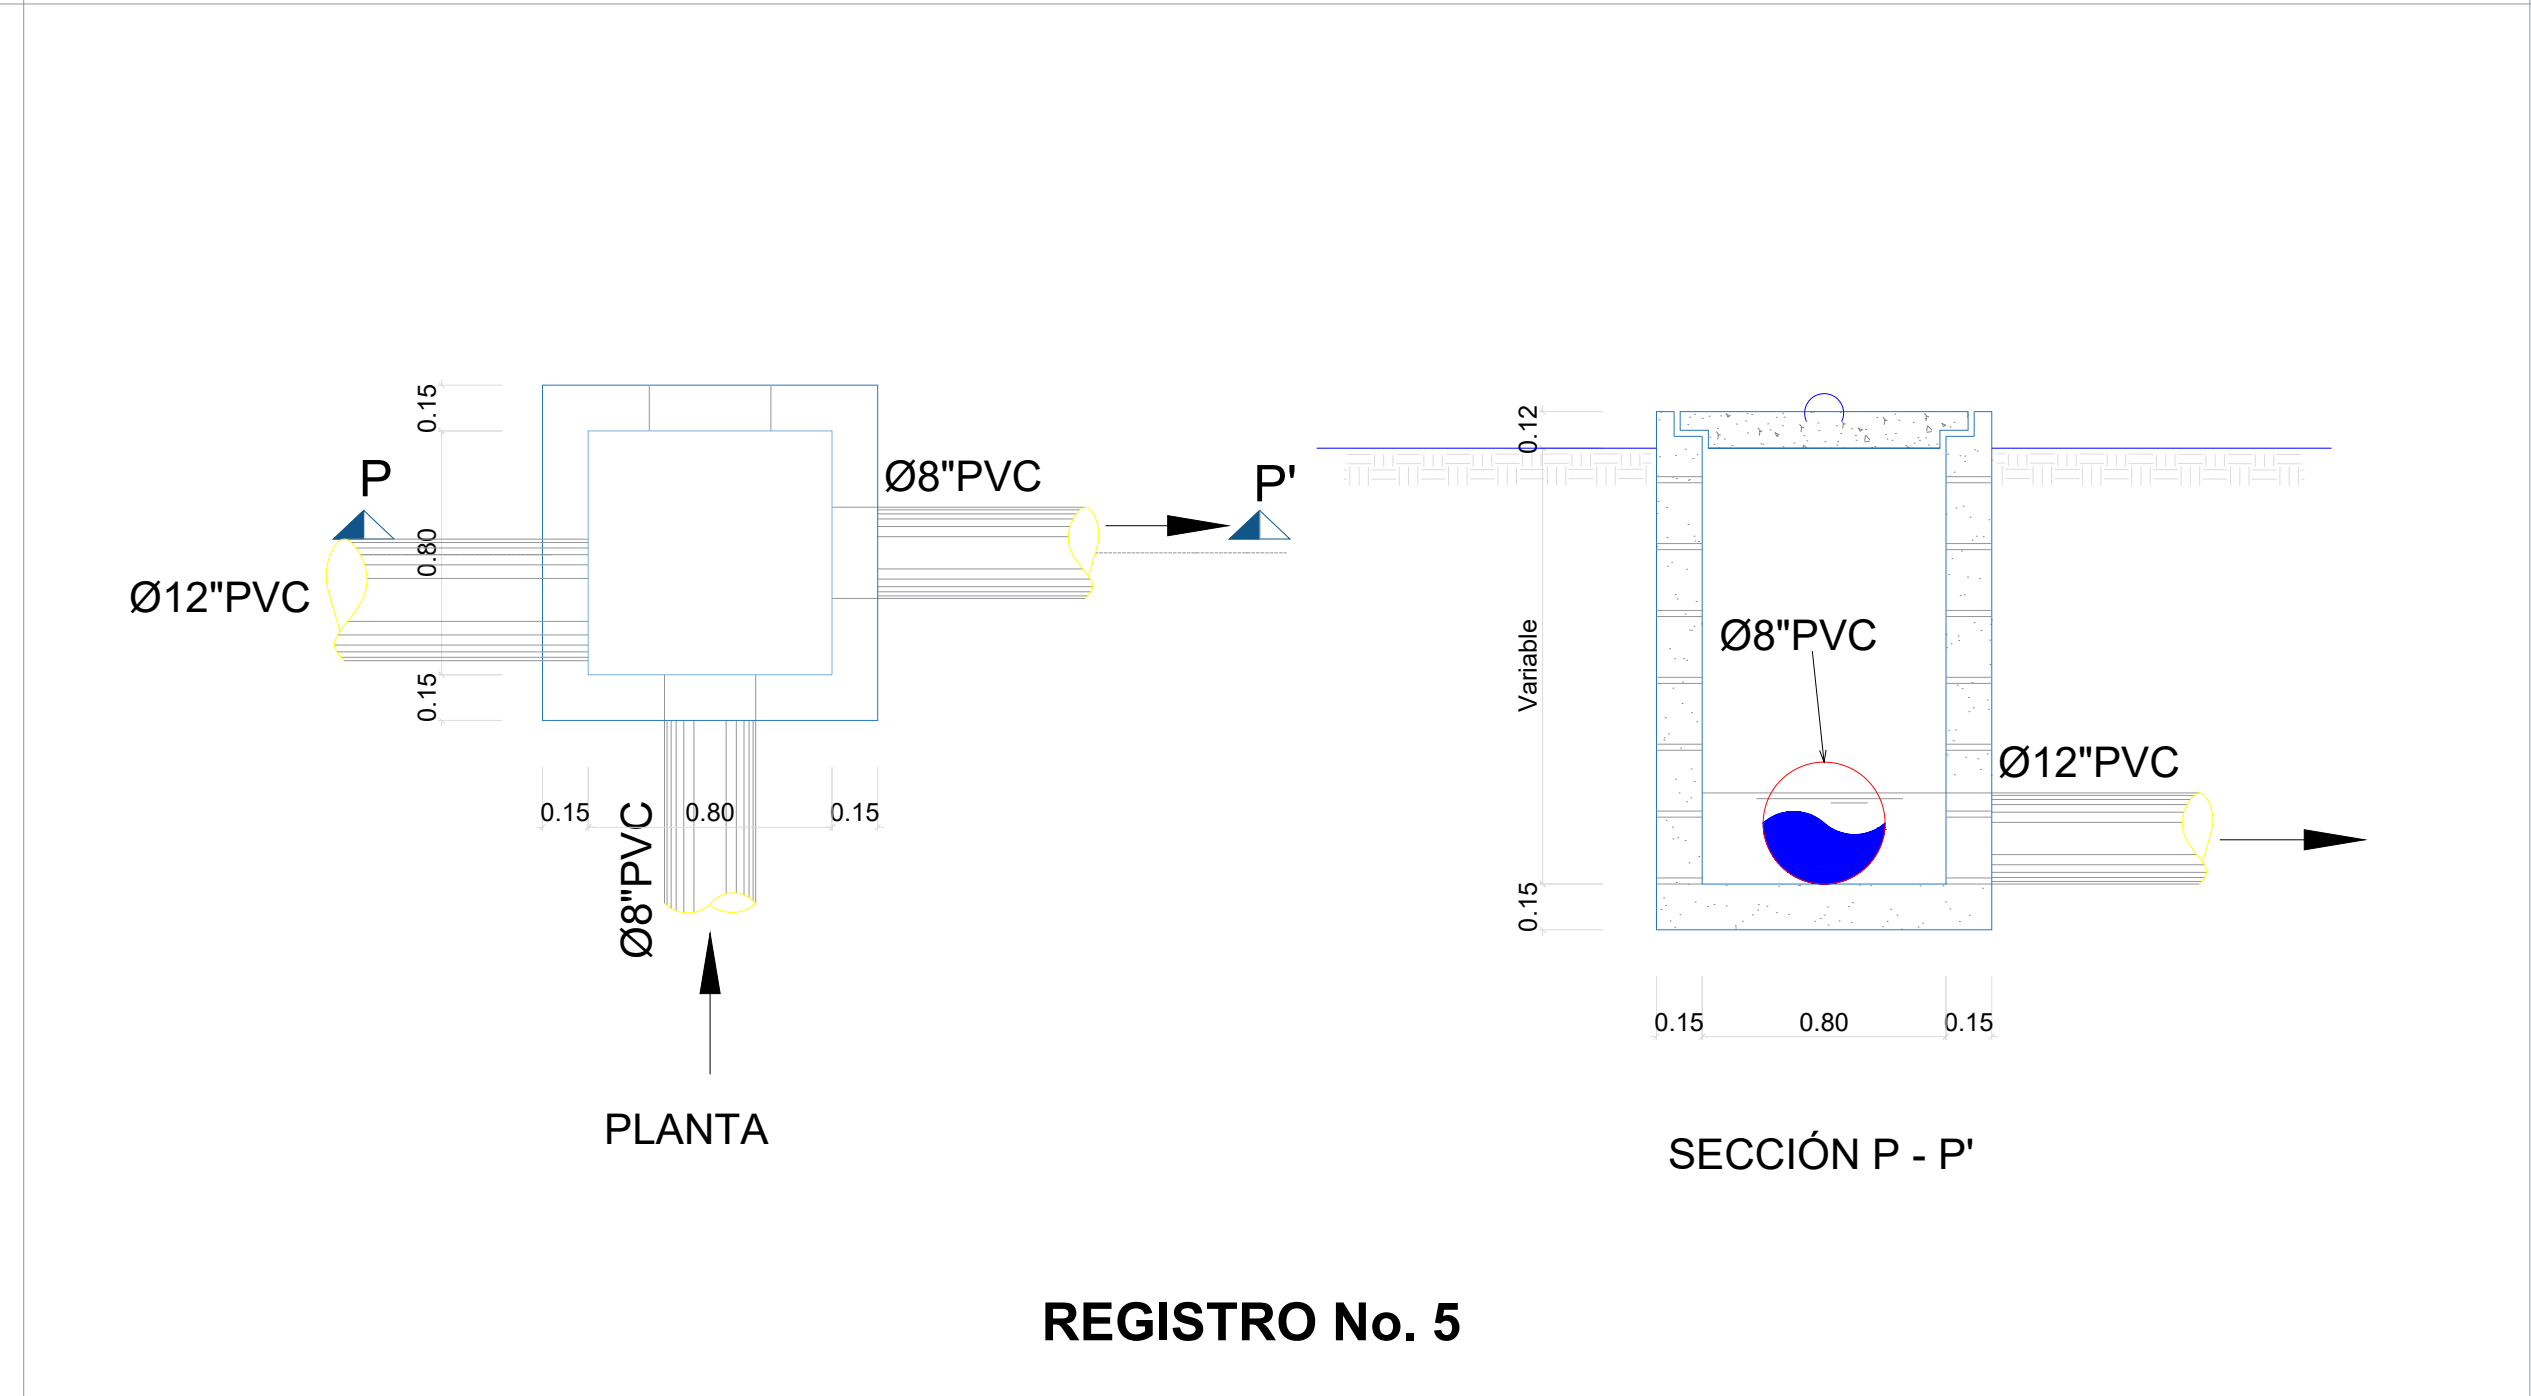 0.15
P
0.80
Ø12"PVC
0.15
Ø8"PVC
P'
0.15
0.80
0.15
Ø8"PVC
PLANTA
0.12
Variable
Ø8"PVC
Ø12"PVC
0.15
0.15
0.80
0.15
SECCIÓN P - P'
REGISTRO No. 5